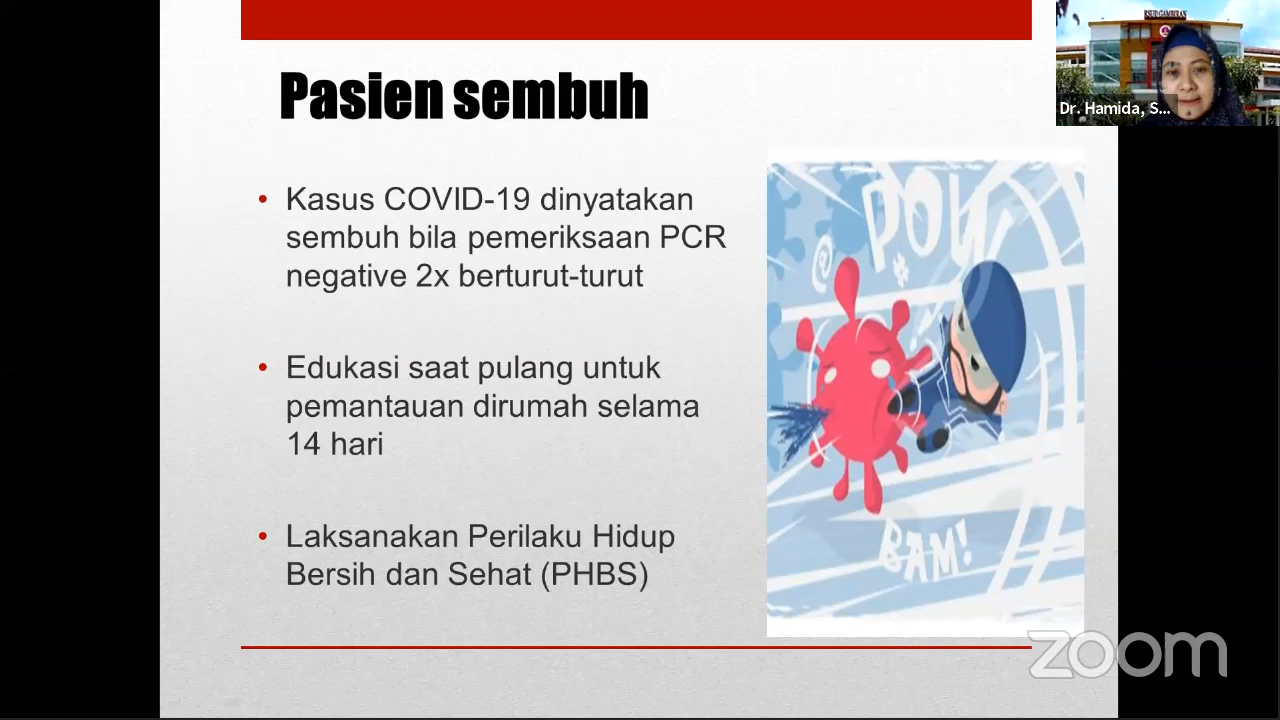 Pasien sembuh
• Kasus COVID-19 dinyatakan
sembuh bila pemeriksaan PCR
negative 2x berturut-turut
• Edukasi saat pulang untuk
pemantauan dirumah selama
14 hari
• Laksanakan Perilaku Hidup
Bersih dan Sehat (PHBS)
@ POW
*
BAM!
Dr. Hamida, S...
zoom